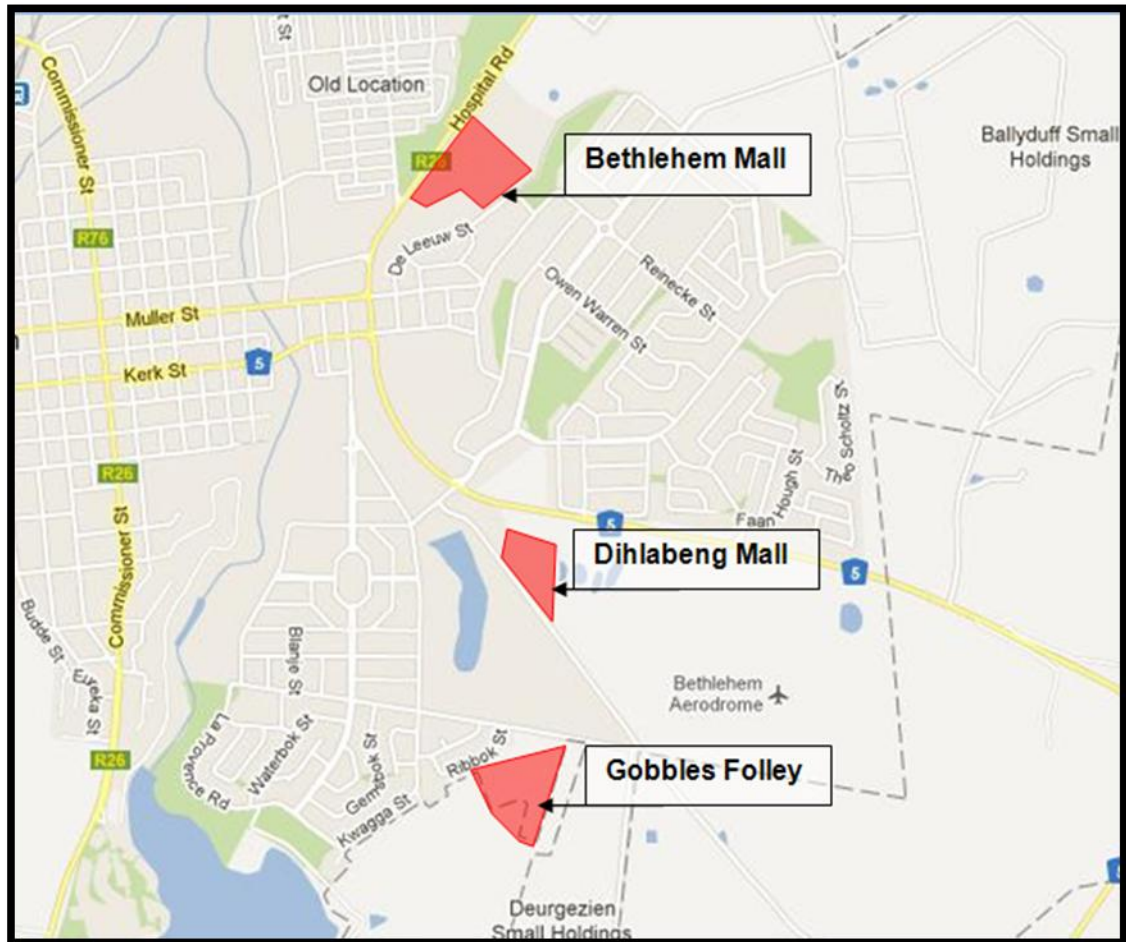 Commissioner St
Old Location
Hospital Rd
Ballyduff Small
Holdings
Bethlehem Mall
R76
De Leeuw St
Reinecke St
Owen Warren St
Muller St
5
Kerk St
R26
Theo Scholtz St
Hough St
Faan
5
Dihlabeng Mall
5
Commissioner St
Budde St
Blanje St
Bethlehem
Aerodrome
La Provence Rd
Waterbok St
Gemsbok St
Ribbok St
R26
Gobbles Folley
Kwagga St
Deurgezien
Small Holdings